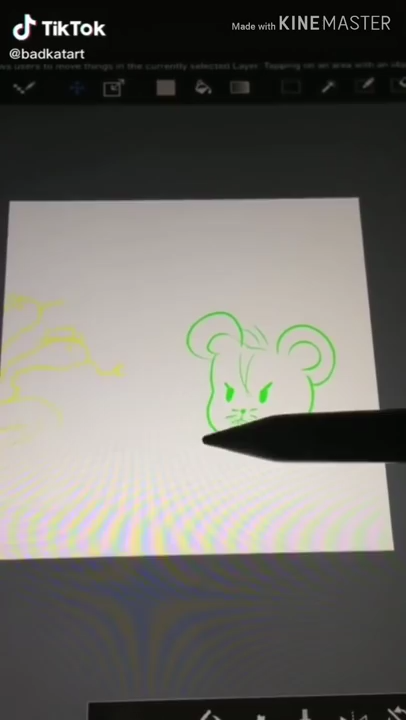 TikTok
Made with KINEMASTER
@badkatart
users to move things in the currently selected Layer. Tapping on an area with an